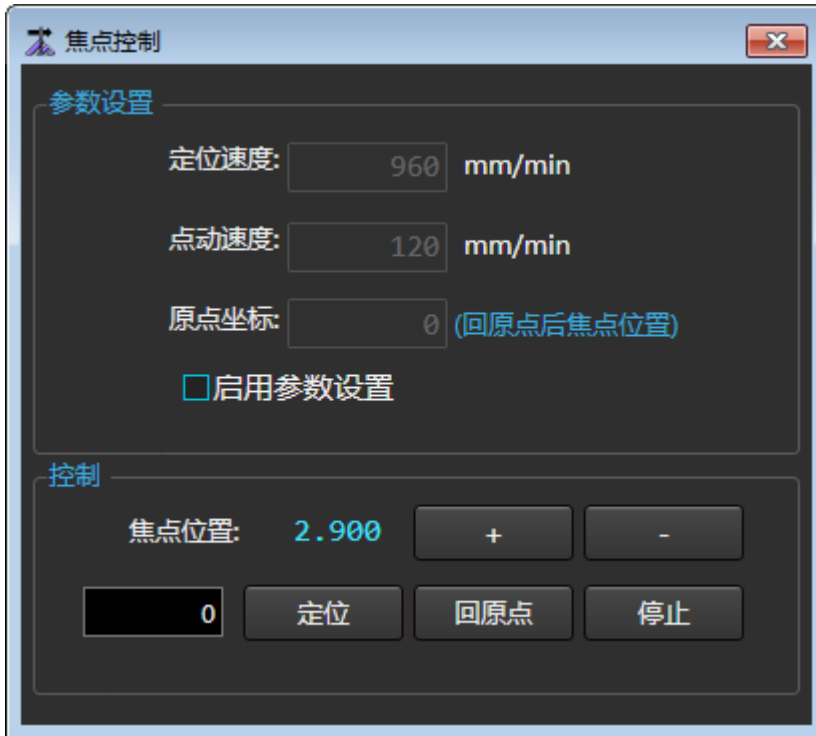 焦点控制
参数设置
定位速度: 960 mm/min
点动速度: 120 mm/min
原点坐标: 0 (回原点后焦点位置)
启用参数设置
控制
焦点位置: 2.900 + -
0 定位 回原点 停止